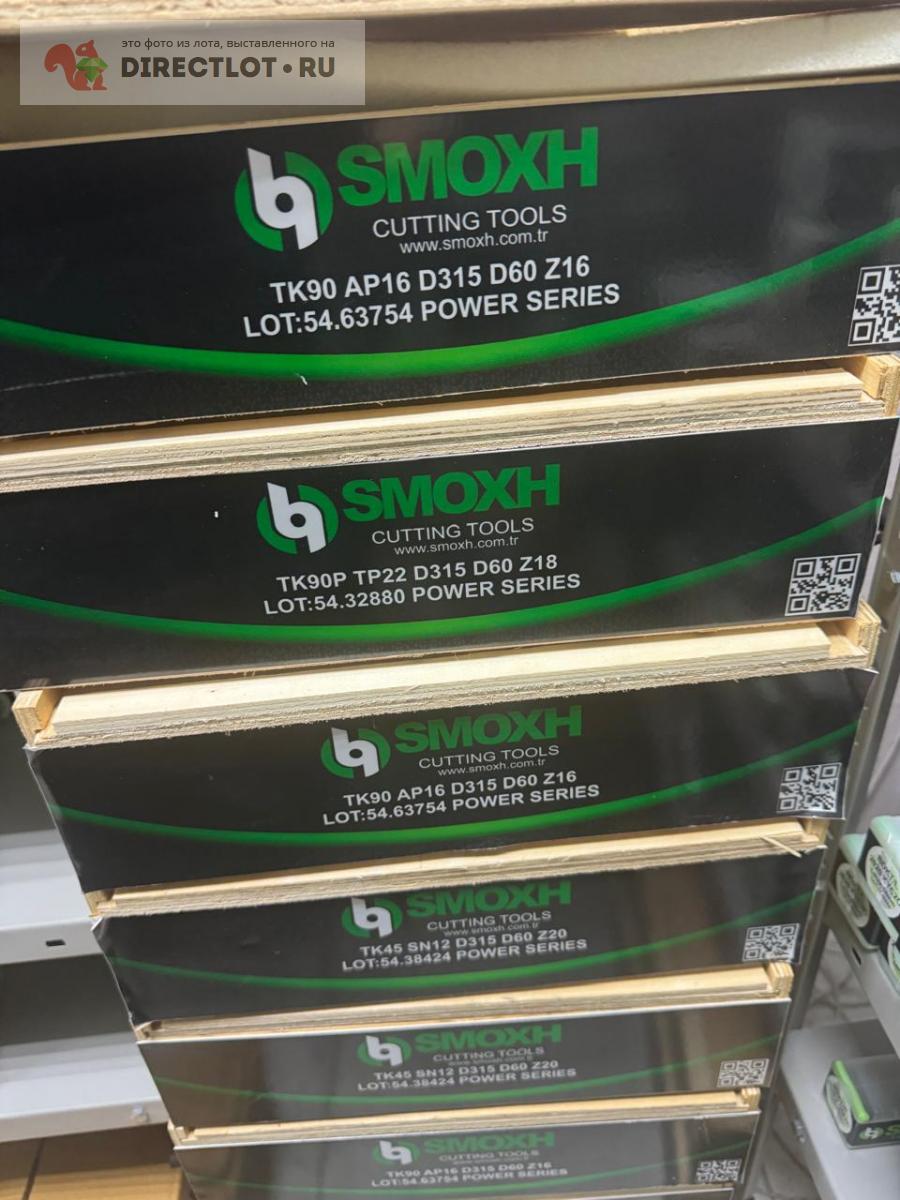 это фото из лота, выставленного на
DIRECTLOT.RU
SMOXH
CUTTING TOOLS
www.smoxh.com.tr
TK90 AP16 D315 D60 Z16
LOT:54.63754 POWER SERIES
SMOXH
CUTTING TOOLS
www.smoxh.com.tr
TK90P TP22 D315 D60 Z18
LOT:54.32880 POWER SERIES
SMOXH
CUTTING TOOLS
www.smoxh.com.tr
TK90 AP16 D315 D60 Z16
LOT:54.63754 POWER SERIES
SMOXH
CUTTING TOOLS
www.smoxh.com.tr
TK45 SN12 D315 D60 Z20
LOT:54.38424 POWER SERIES
SMOXH
CUTTING TOOLS
TK45 SN12 D315 D60 Z20
LOT:54.38424 POWER SERIES
SMOXH
CUTTING TOOLS
TK90 AP16 D315 D60 Z16
LOT:54.63754 POWER SERIES